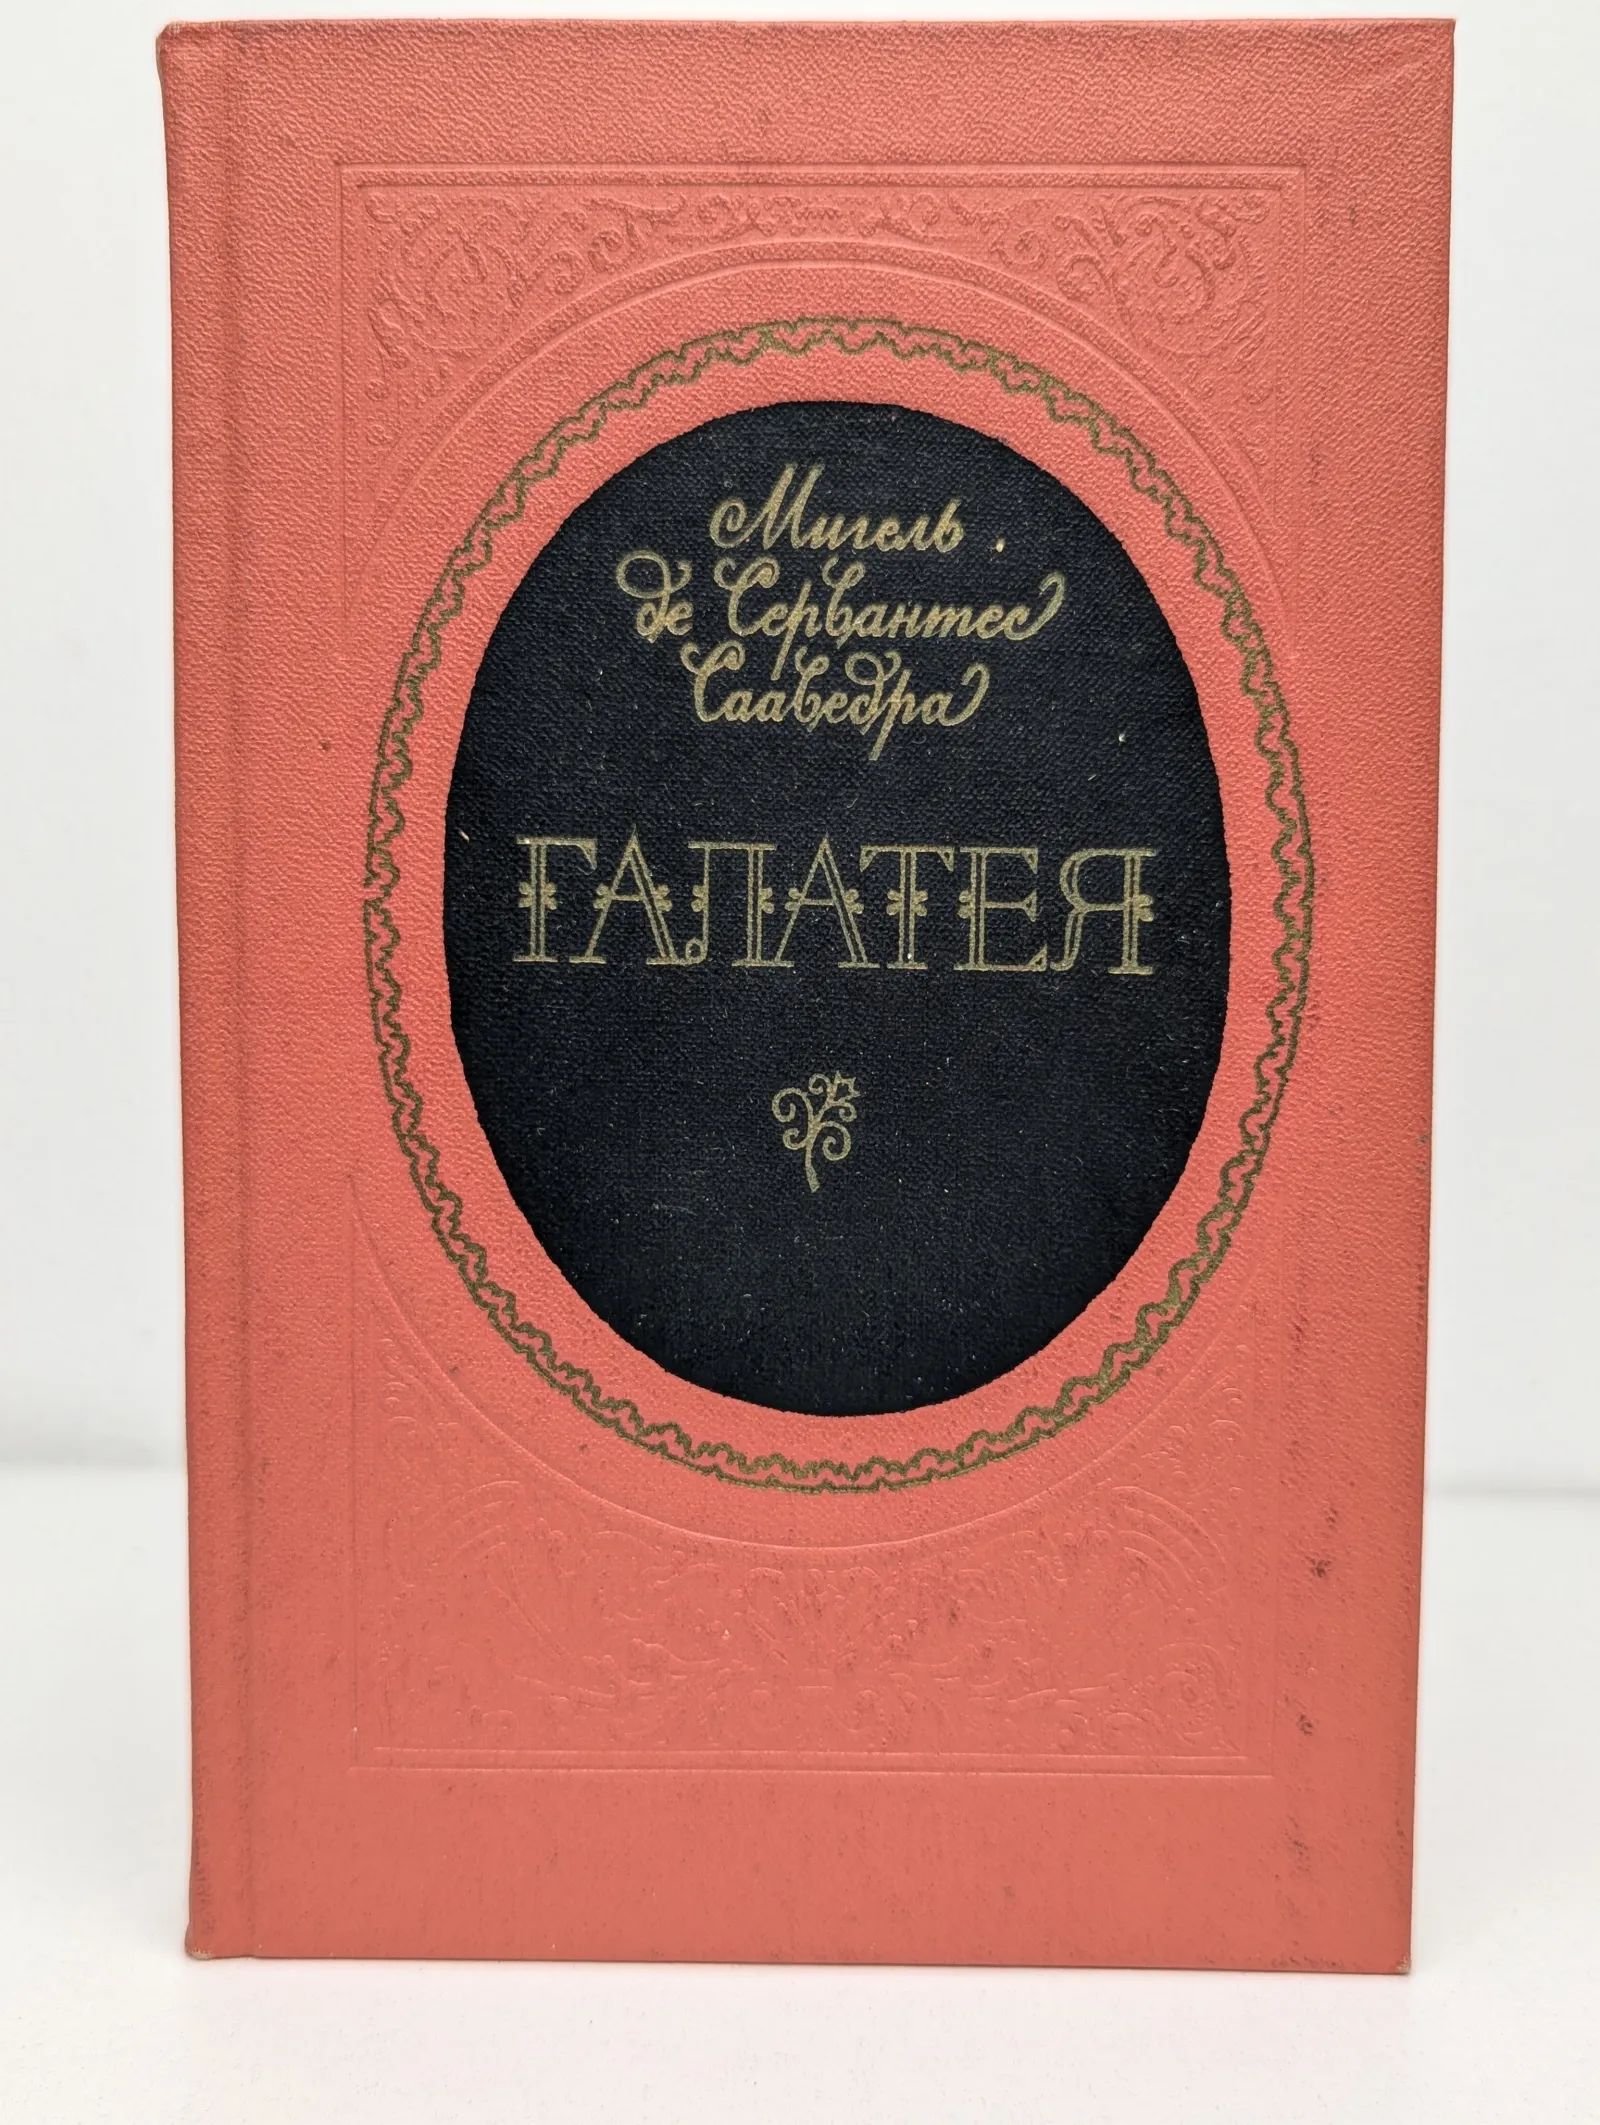 Мигель
де Сервантес
Сааведра
ГАЛАТЕЯ